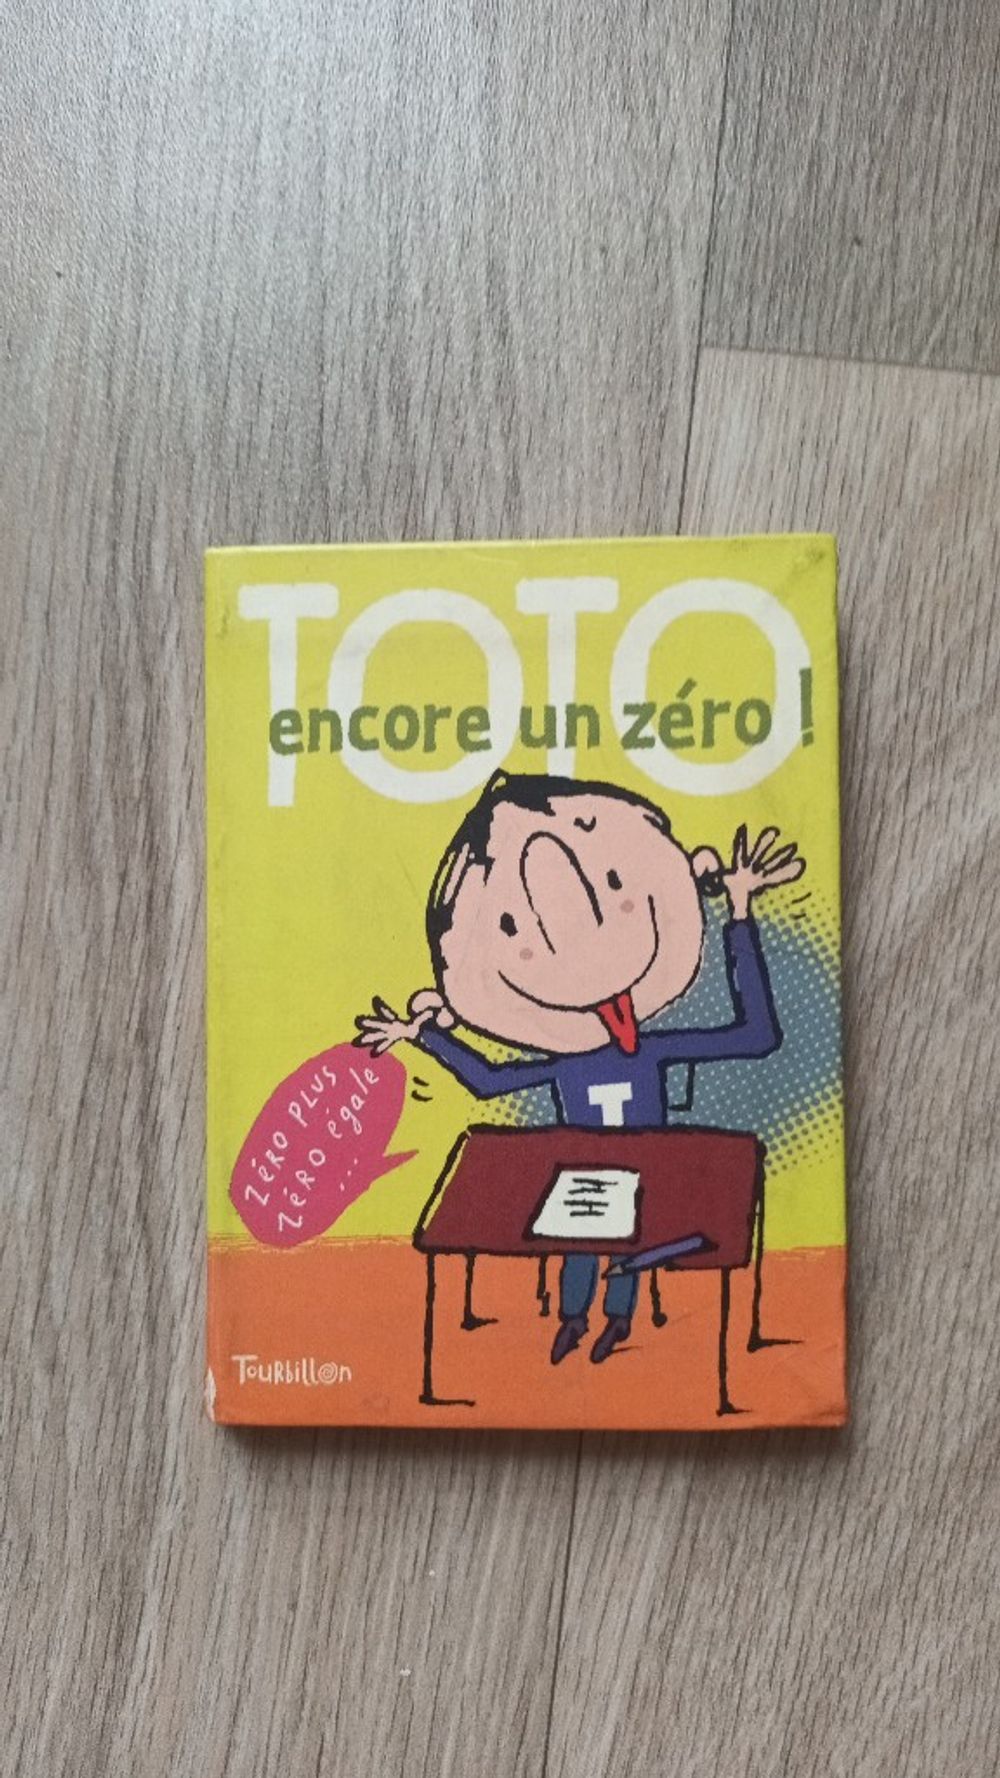 TOTO
encore un zéro !
ZÉRO PLUS
ZÉRO égale
...
T
Tourbillon